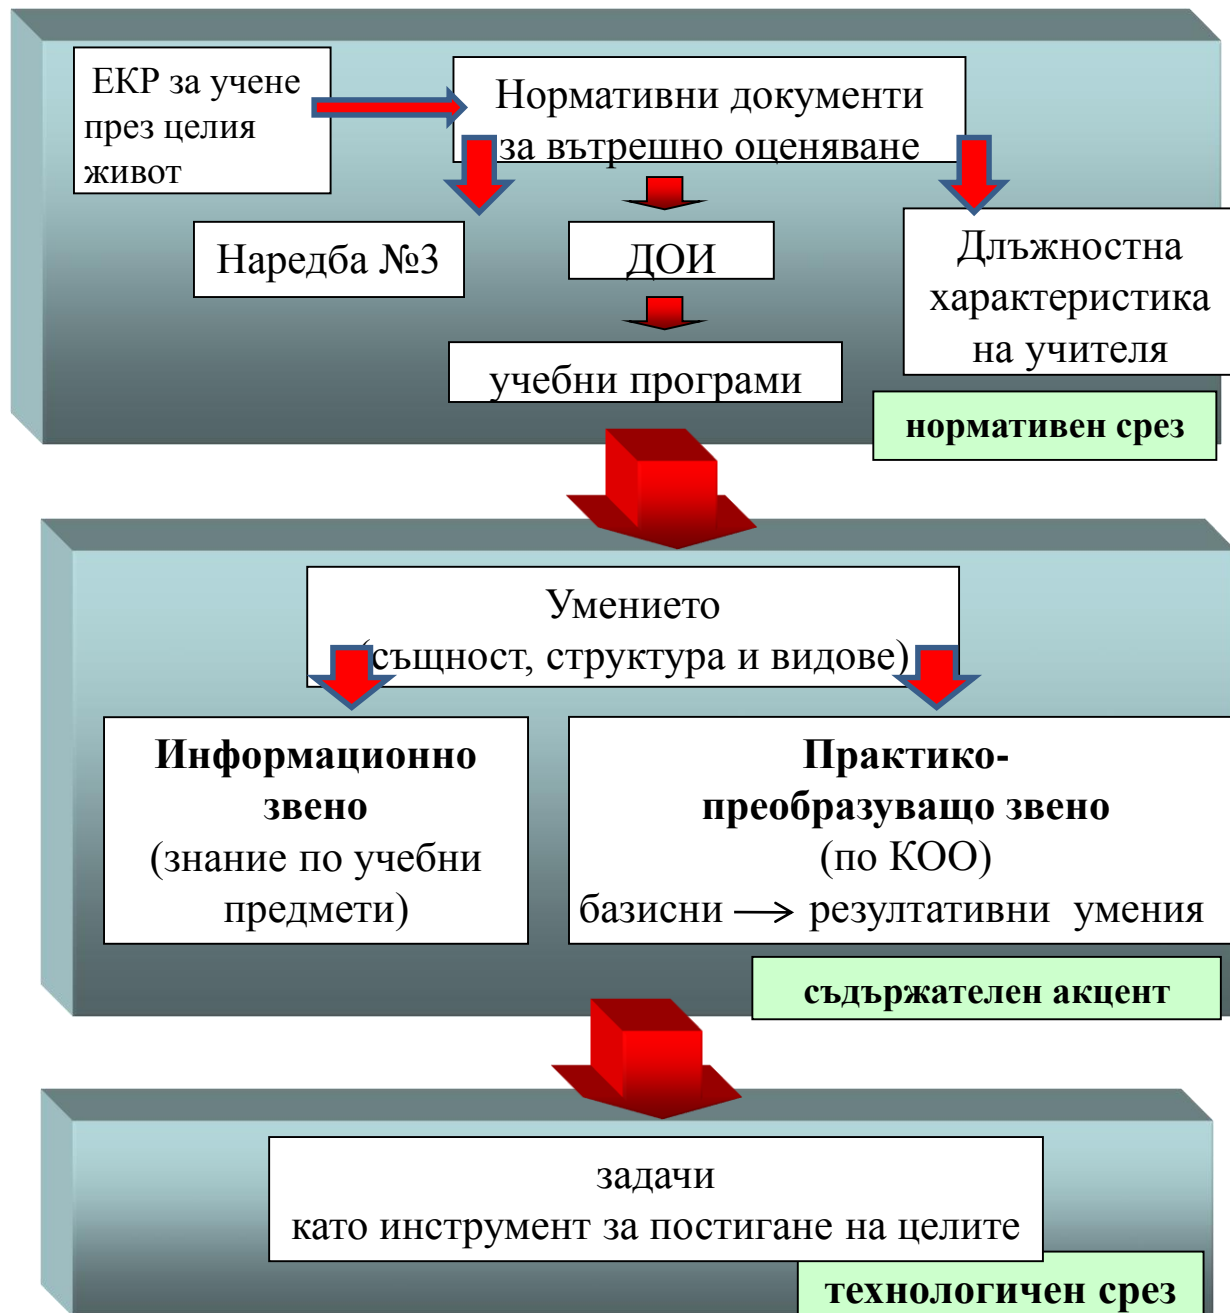 ЕКР за учене
през целия
живот
Нормативни документи
за вътрешно оценяване
Наредба №3
ДОИ
Длъжностна
характеристика
на учителя
учебни програми
нормативен срез
Умението
(същност, структура и видове)
Информационно
звено
(знание по учебни
предмети)
Практико-
преобразуващо звено
(по КОО)
базисни → резултативни умения
съдържателен акцент
задачи
като инструмент за постигане на целите
технологичен срез